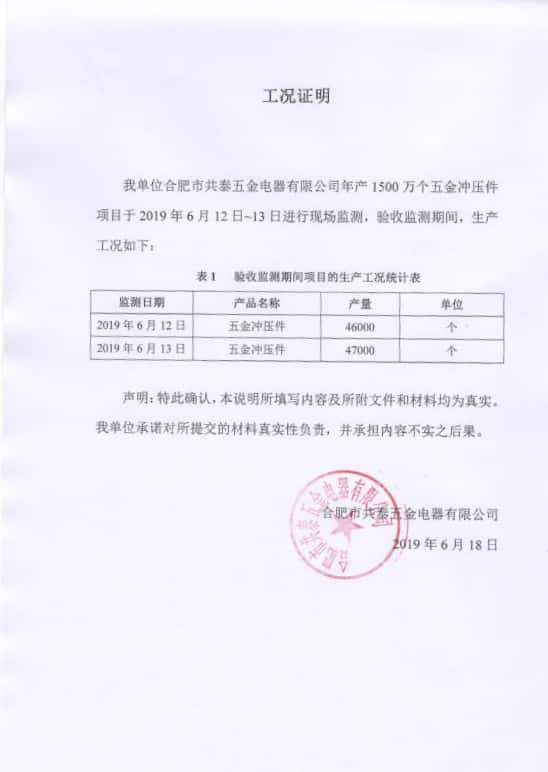 工况证明
我单位合肥市共泰五金电器有限公司年产 1500 万个五金冲压件
项目于 2019 年 6 月 12 日~13 日进行现场监测，验收监测期间，生产
工况如下：
表 1 验收监测期间项目的生产工况统计表
监测日期 产品名称 产量 单位
2019 年 6 月 12 日 五金冲压件 46000 个
2019 年 6 月 13 日 五金冲压件 47000 个
声明：特此确认，本说明所填写内容及所附文件和材料均为真实。
我单位承诺对所提交的材料真实性负责，并承担内容不实之后果。
合肥市共泰五金电器有限公司
合肥市共泰五金电器有限公司
2019 年 6 月 18 日